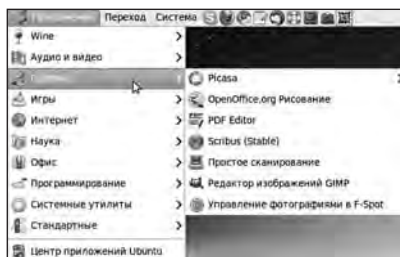 Переход Система
Wine
Аудио и видео
Игры
Интернет
Наука
Офис
Программирование
Системные утилиты
Стандартные
Центр приложений Ubuntu
Picasa
OpenOffice.org Рисование
PDF Editor
Scribus (Stable)
Простое сканирование
Редактор изображений GIMP
Управление фотографиями в F-Spot